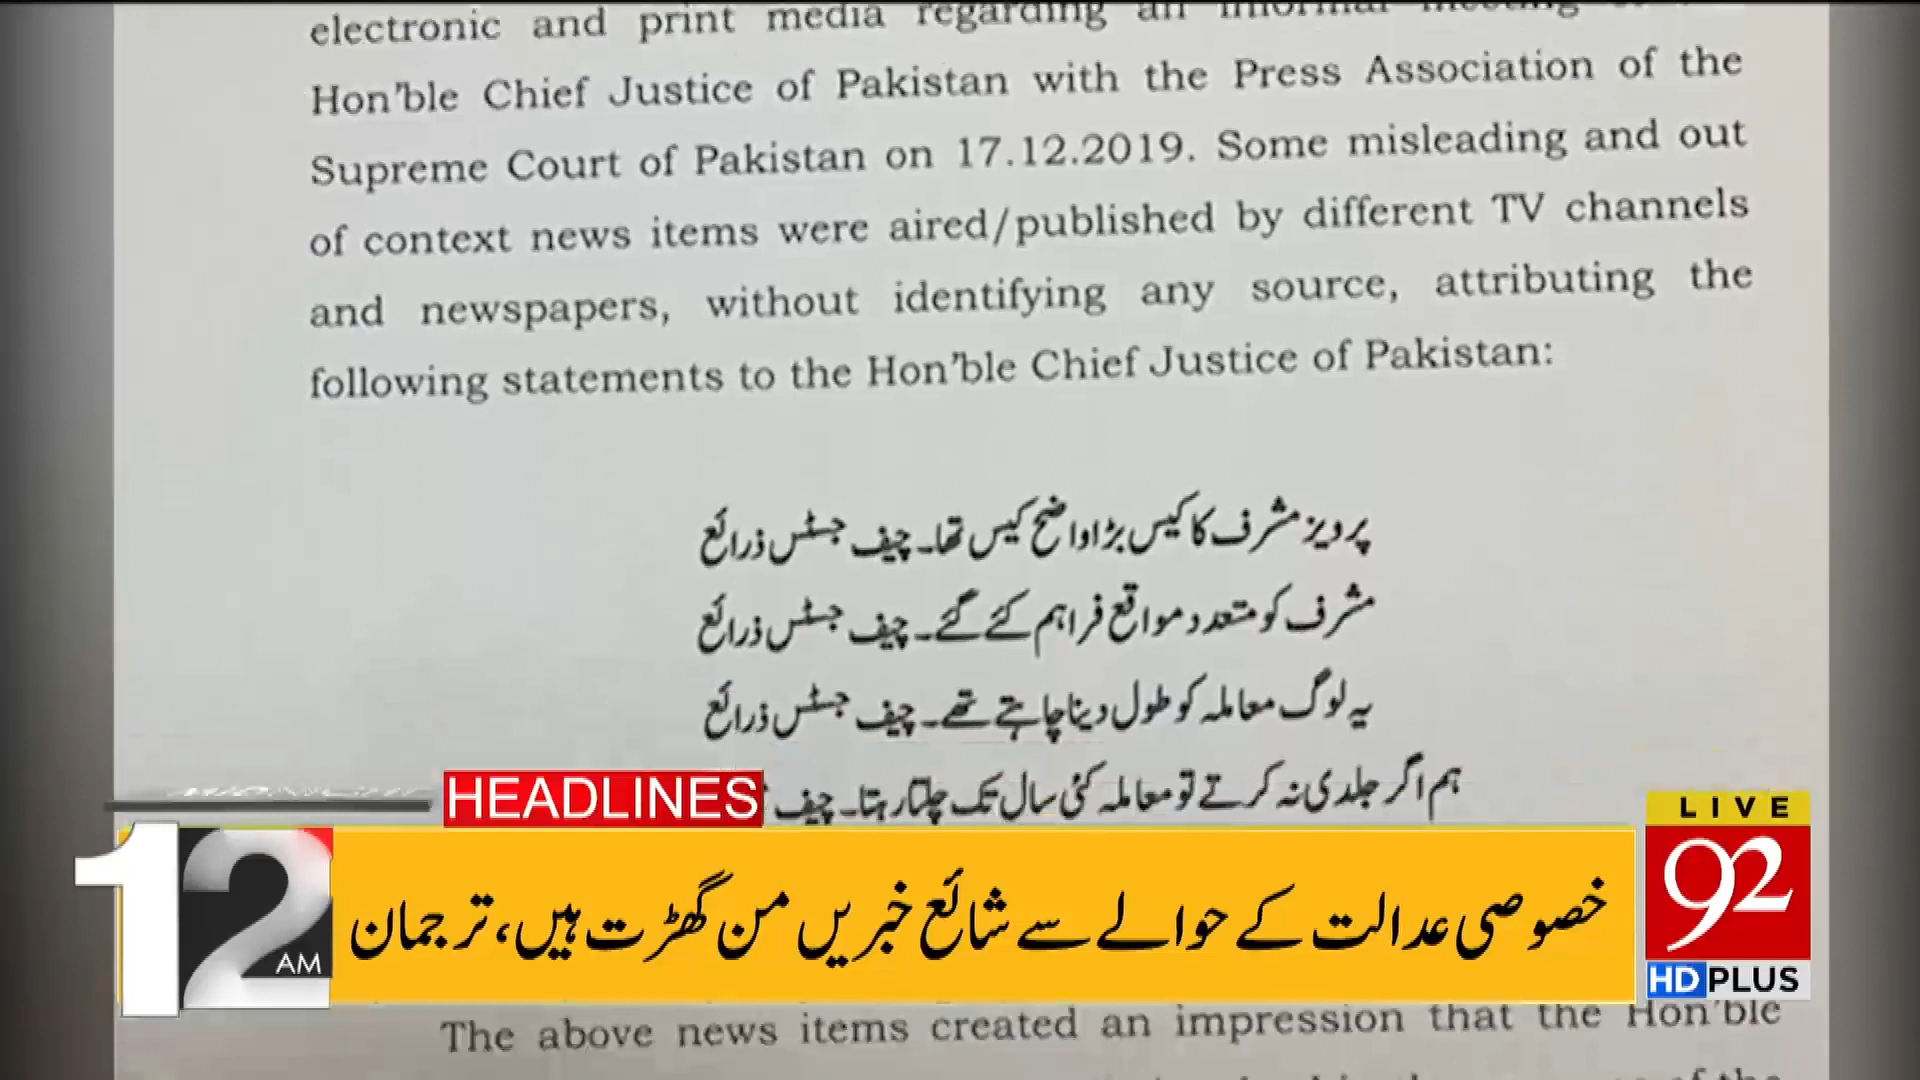 electronic and print media regarding an informal meeting
Hon'ble Chief Justice of Pakistan with the Press Association of the
Supreme Court of Pakistan on 17.12.2019. Some misleading and out
of context news items were aired/published by different TV channels
and newspapers, without identifying any source, attributing the
following statements to the Hon'ble Chief Justice of Pakistan:
پرویز مشرف کا کیس بڑا واضح کیس تھا۔ چیف جسٹس ذرائع
مشرف کو متعدد مواقع فراہم کئے گئے۔ چیف جسٹس ذرائع
یہ لوگ معاملہ کو طول دینا چاہتے تھے۔ چیف جسٹس ذرائع
ہم اگر جلدی نہ کرتے تو معاملہ کئی سال تک چلتا رہتا۔ چیف
HEADLINES
12 AM
خصوصی عدالت کے حوالے سے شائع خبریں من گھڑت ہیں، ترجمان
LIVE
92
HD PLUS
The above news items created an impression that the Hon'ble